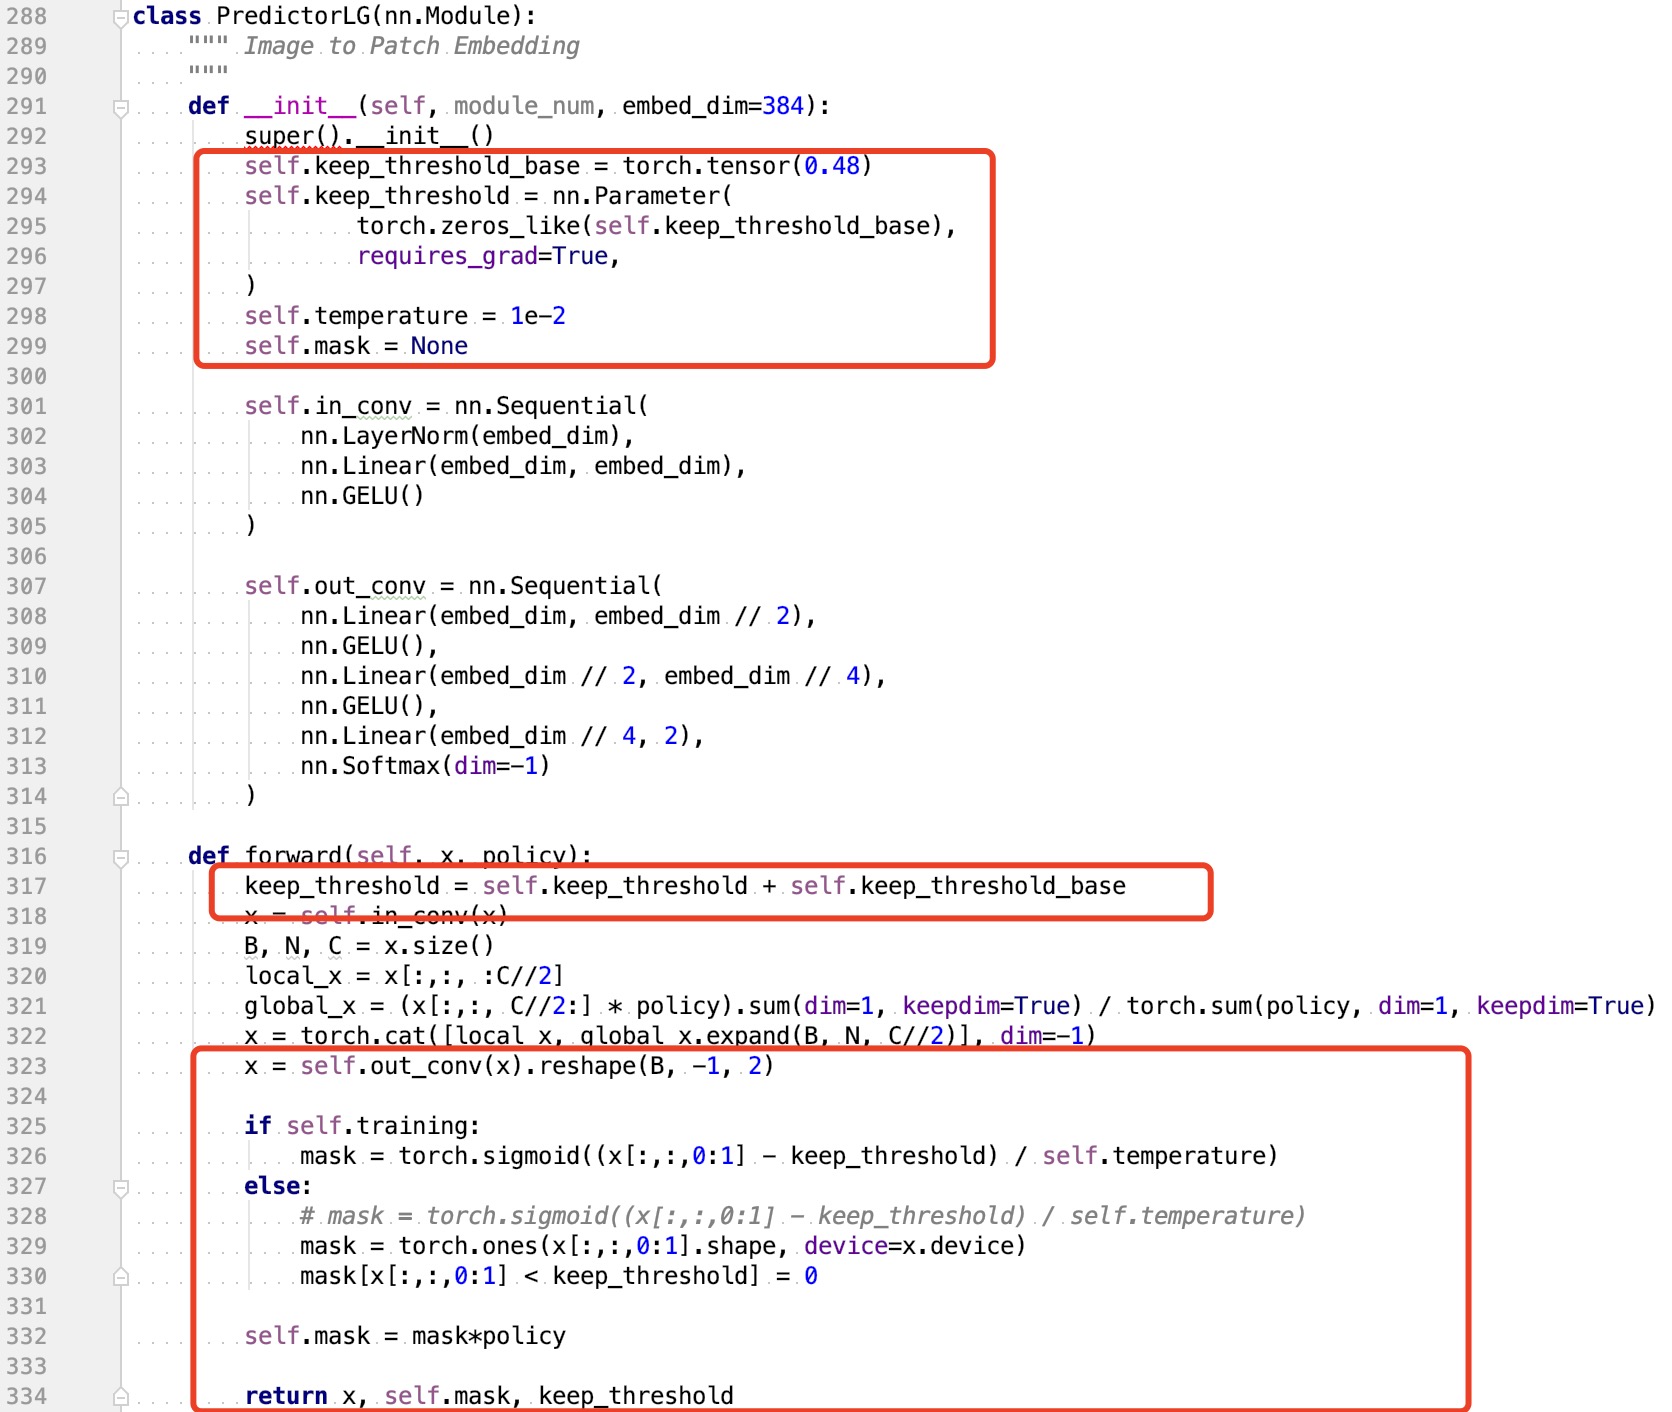 288 class PredictorLG(nn.Module):
289     """ Image to Patch Embedding
290     """
291     def __init__(self, module_num, embed_dim=384):
292         super().__init__()
293         self.keep_threshold_base = torch.tensor(0.48)
294         self.keep_threshold = nn.Parameter(
295                 torch.zeros_like(self.keep_threshold_base),
296                 requires_grad=True,
297         )
298         self.temperature = 1e-2
299         self.mask = None
300
301         self.in_conv = nn.Sequential(
302             nn.LayerNorm(embed_dim),
303             nn.Linear(embed_dim, embed_dim),
304             nn.GELU()
305         )
306
307         self.out_conv = nn.Sequential(
308             nn.Linear(embed_dim, embed_dim // 2),
309             nn.GELU(),
310             nn.Linear(embed_dim // 2, embed_dim // 4),
311             nn.GELU(),
312             nn.Linear(embed_dim // 4, 2),
313             nn.Softmax(dim=-1)
314         )
315
316     def forward(self, x, policy):
317         keep_threshold = self.keep_threshold + self.keep_threshold_base
318         x = self.in_conv(x)
319         B, N, C = x.size()
320         local_x = x[:,:, :C//2]
321         global_x = (x[:,:, C//2:] * policy).sum(dim=1, keepdim=True) / torch.sum(policy, dim=1, keepdim=True)
322         x = torch.cat([local_x, global_x.expand(B, N, C//2)], dim=-1)
323         x = self.out_conv(x).reshape(B, -1, 2)
324
325         if self.training:
326             mask = torch.sigmoid((x[:,:,0:1] - keep_threshold) / self.temperature)
327         else:
328             # mask = torch.sigmoid((x[:,:,0:1] - keep_threshold) / self.temperature)
329             mask = torch.ones(x[:,:,0:1].shape, device=x.device)
330             mask[x[:,:,0:1] < keep_threshold] = 0
331
332         self.mask = mask*policy
333
334         return x, self.mask, keep_threshold